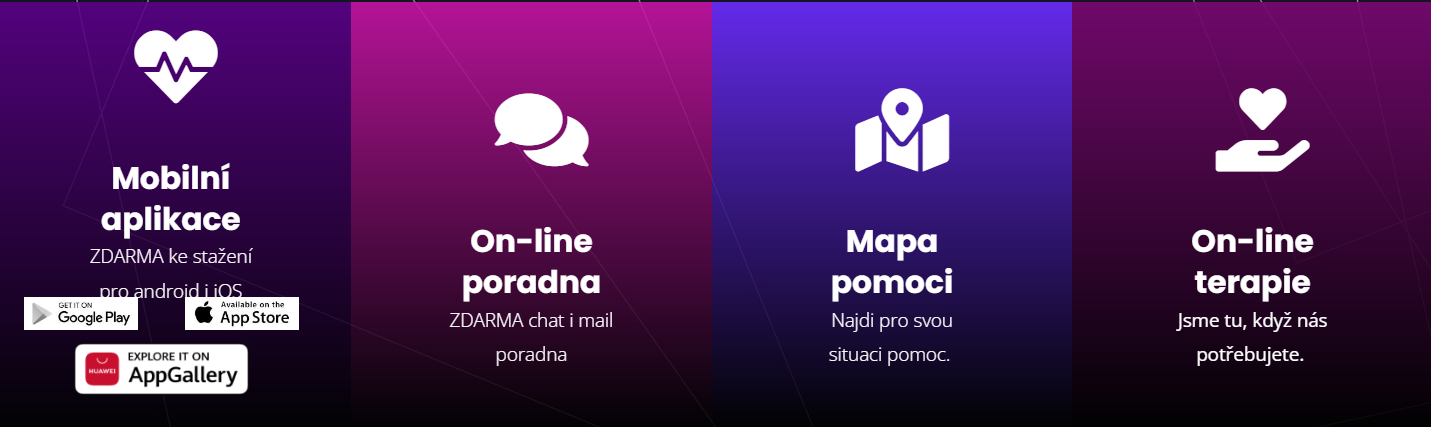 Mobilní
aplikace
ZDARMA ke stažení
pro android i iOS
GET IT ON
Google Play
Available on the
App Store
HUAWEI
EXPLORE IT ON
AppGallery
On-line
poradna
ZDARMA chat i mail
poradna
Mapa
pomoci
Najdi pro svou
situaci pomoc.
On-line
terapie
Jsme tu, když nás
potřebujete.